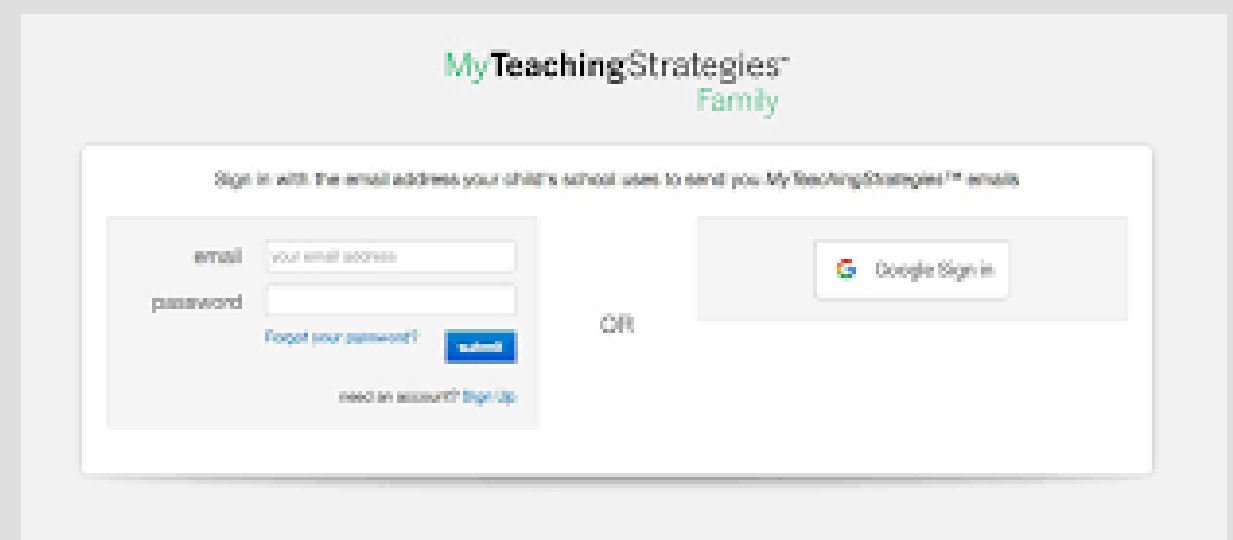 MyTeachingStrategies™
Family
Sign in with the email address your child's school uses to send you MyTeachingStrategies™ emails
email
your email address
password
Forgot your password?
submit
need an account? Sign Up
OR
Google Sign in